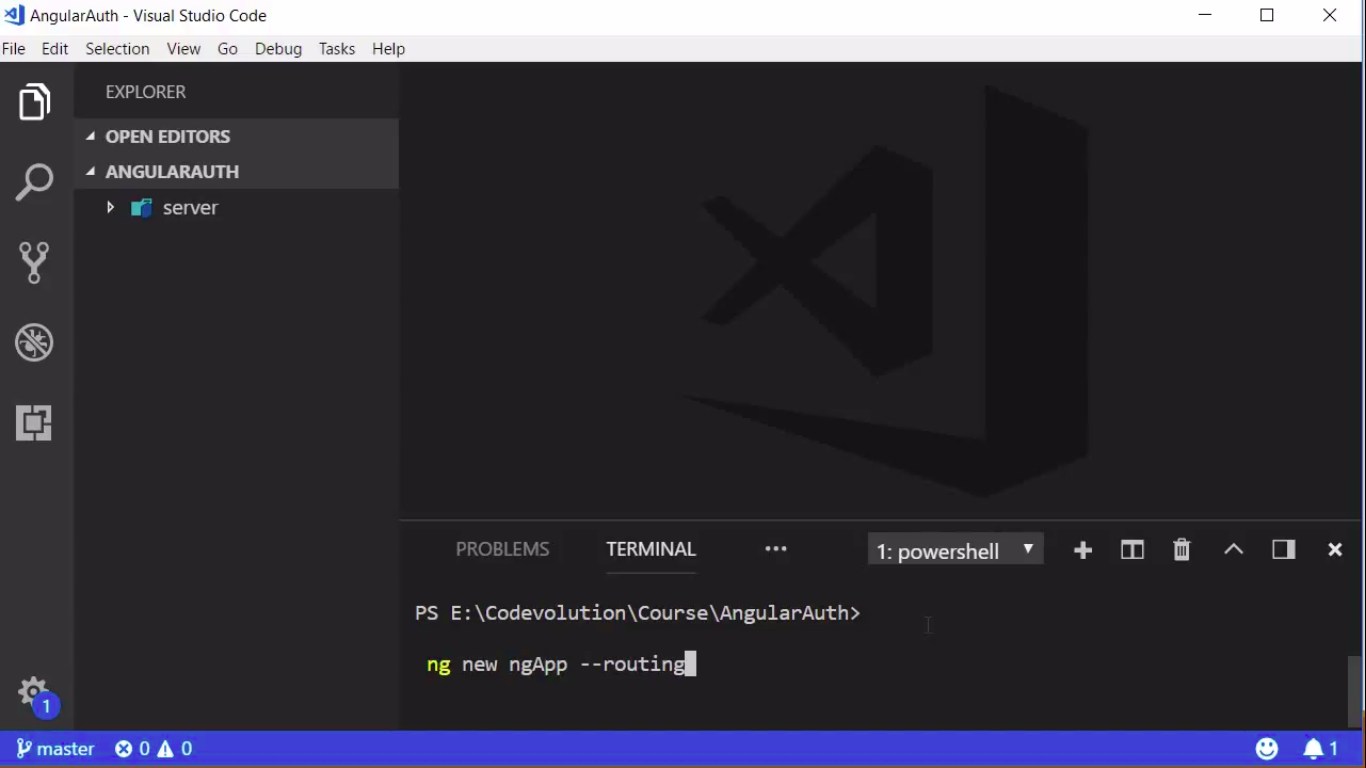 AngularAuth - Visual Studio Code
File Edit Selection View Go Debug Tasks Help
EXPLORER
OPEN EDITORS
ANGULARAUTH
server
PROBLEMS TERMINAL ••• 1: powershell
PS E:\Codevolution\Course\AngularAuth>
ng new ngApp --routing
1
master 0 0 1